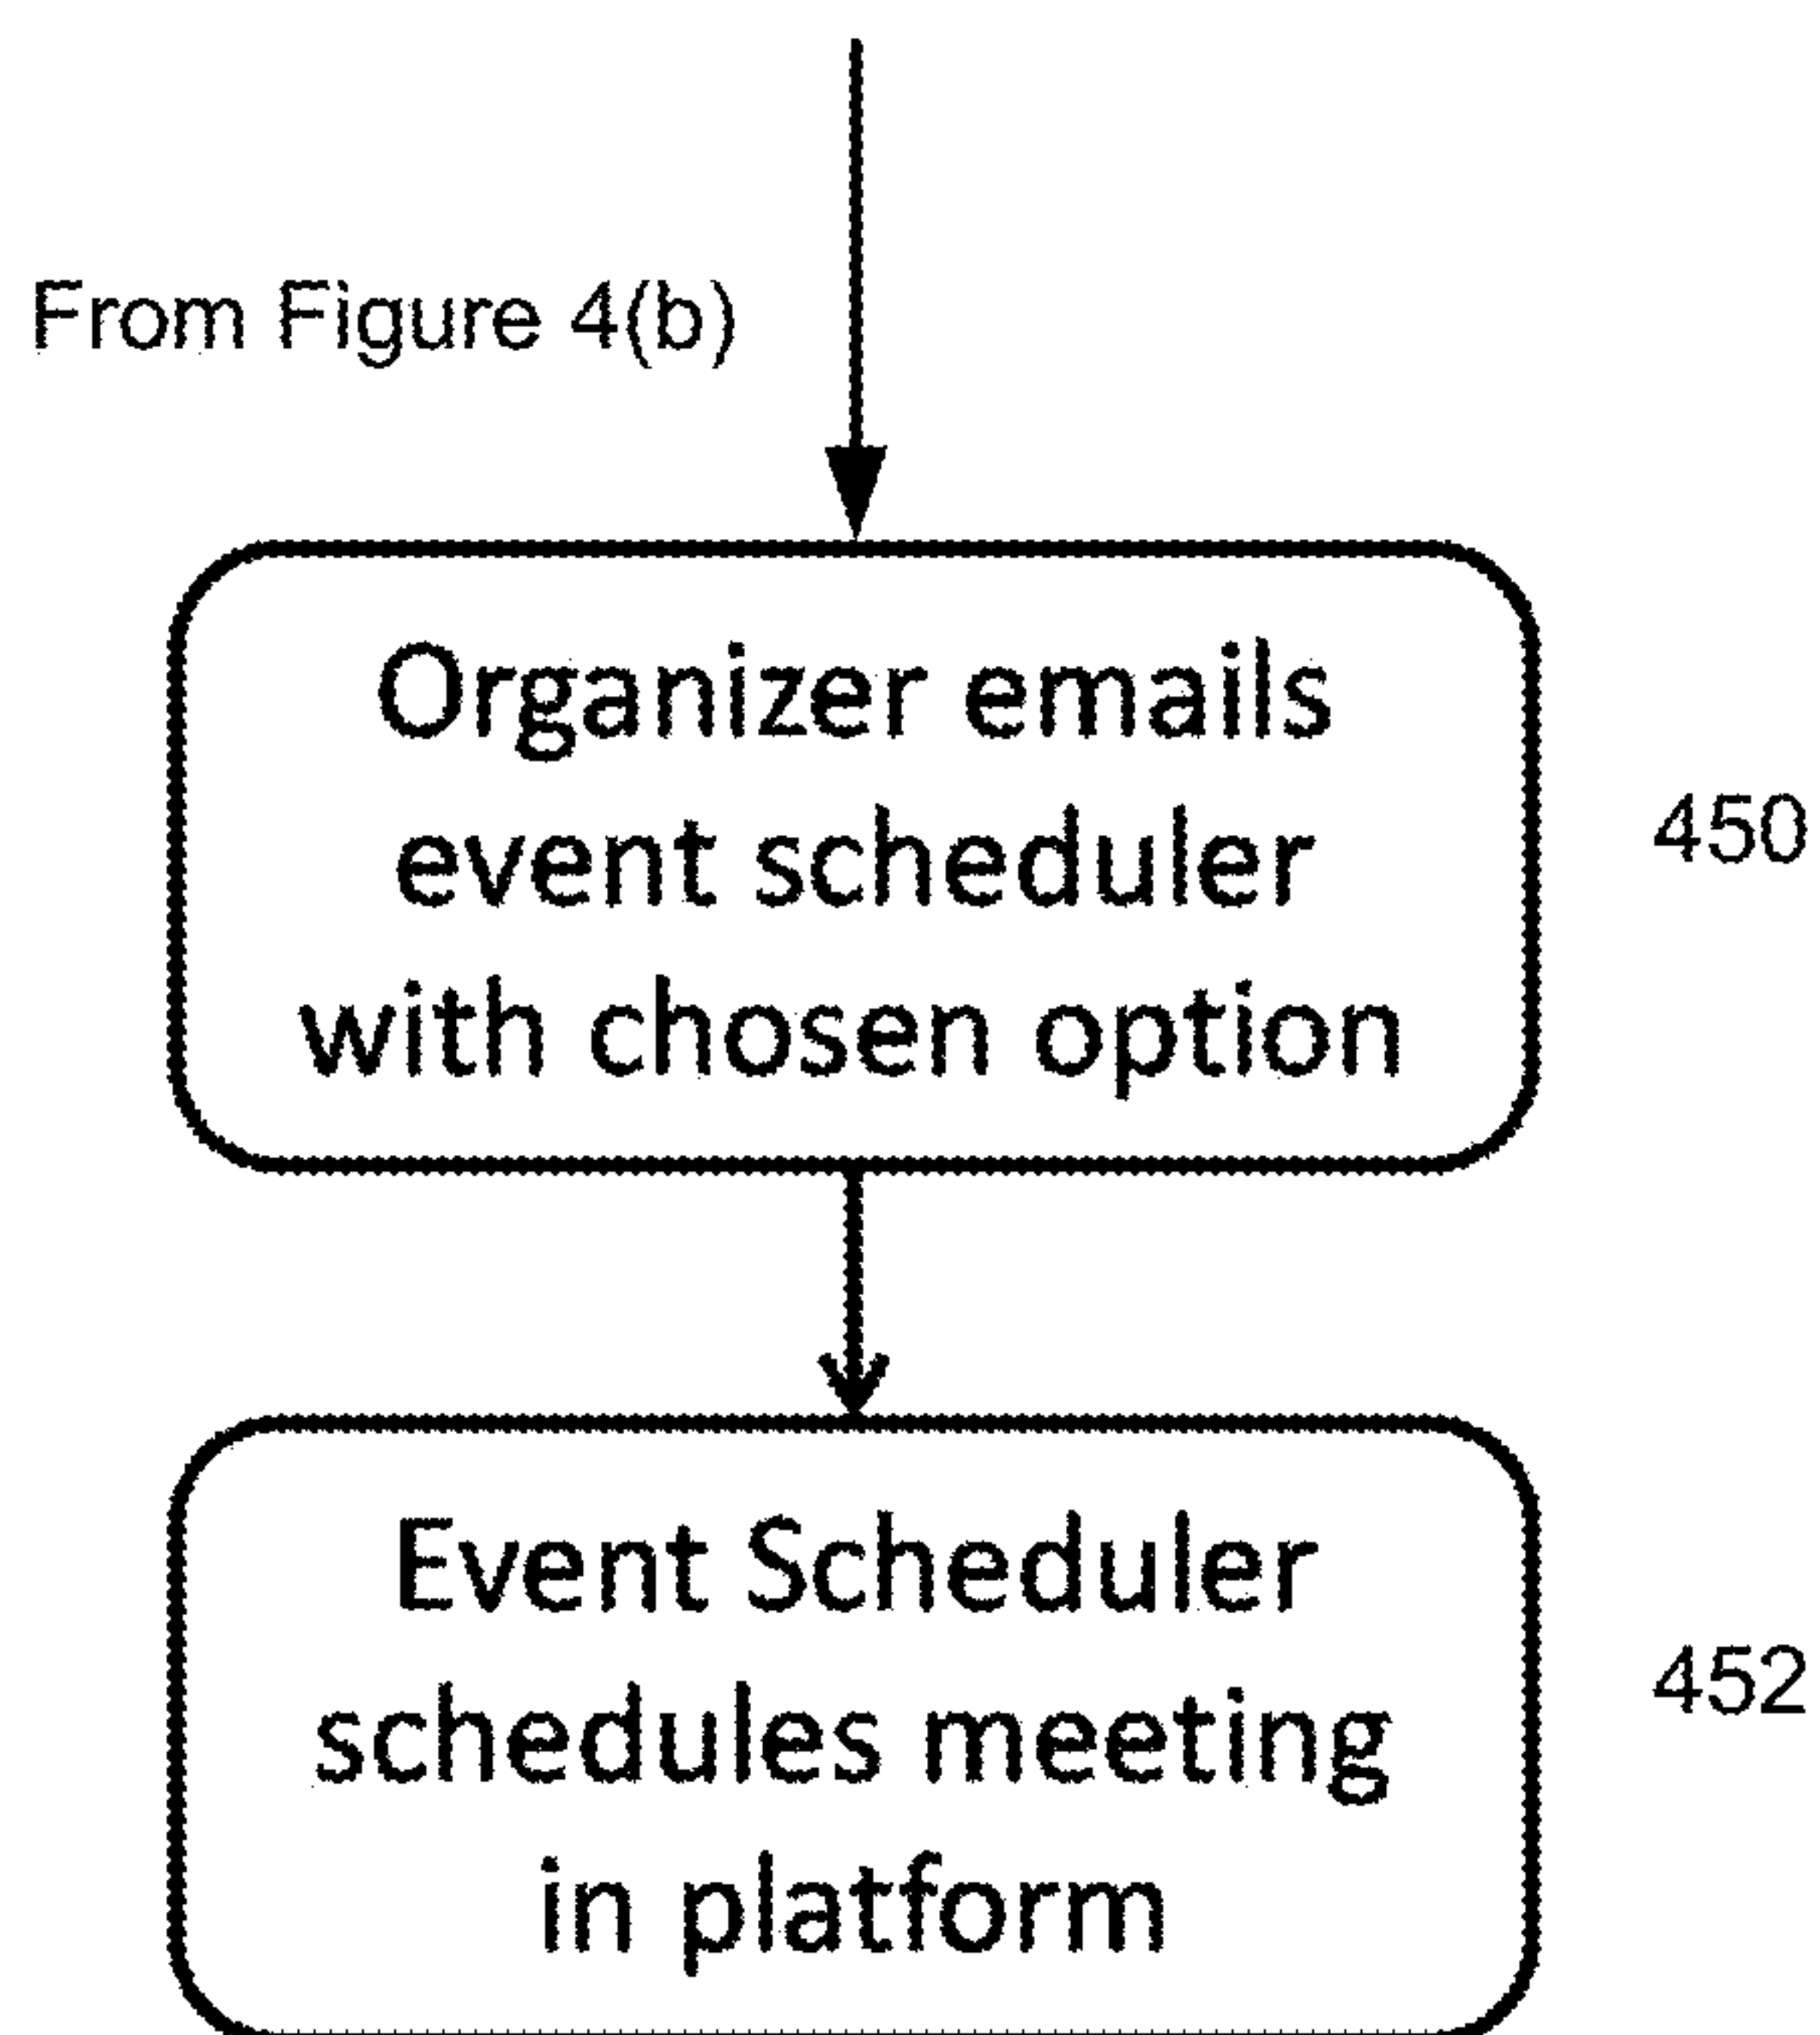 From Figure 4(b)
Organizer emails
event scheduler
with chosen option
450
Event Scheduler
schedules meeting
in platform
452